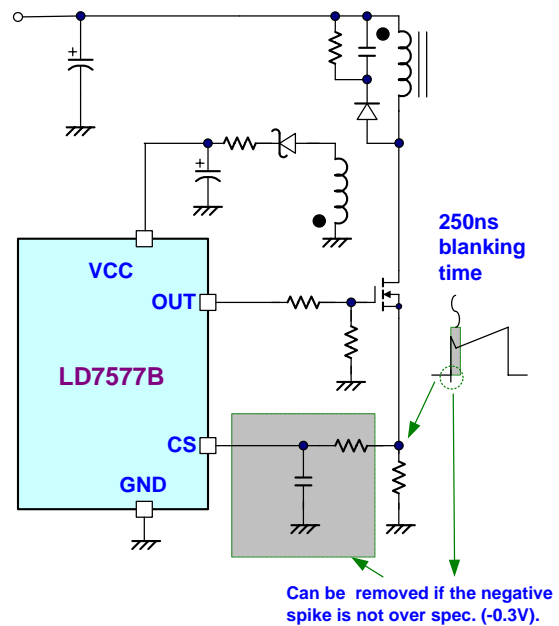 +
+
250ns
blanking
time
VCC
OUT
LD7577B
CS
GND
Can be removed if the negative
spike is not over spec. (-0.3V).